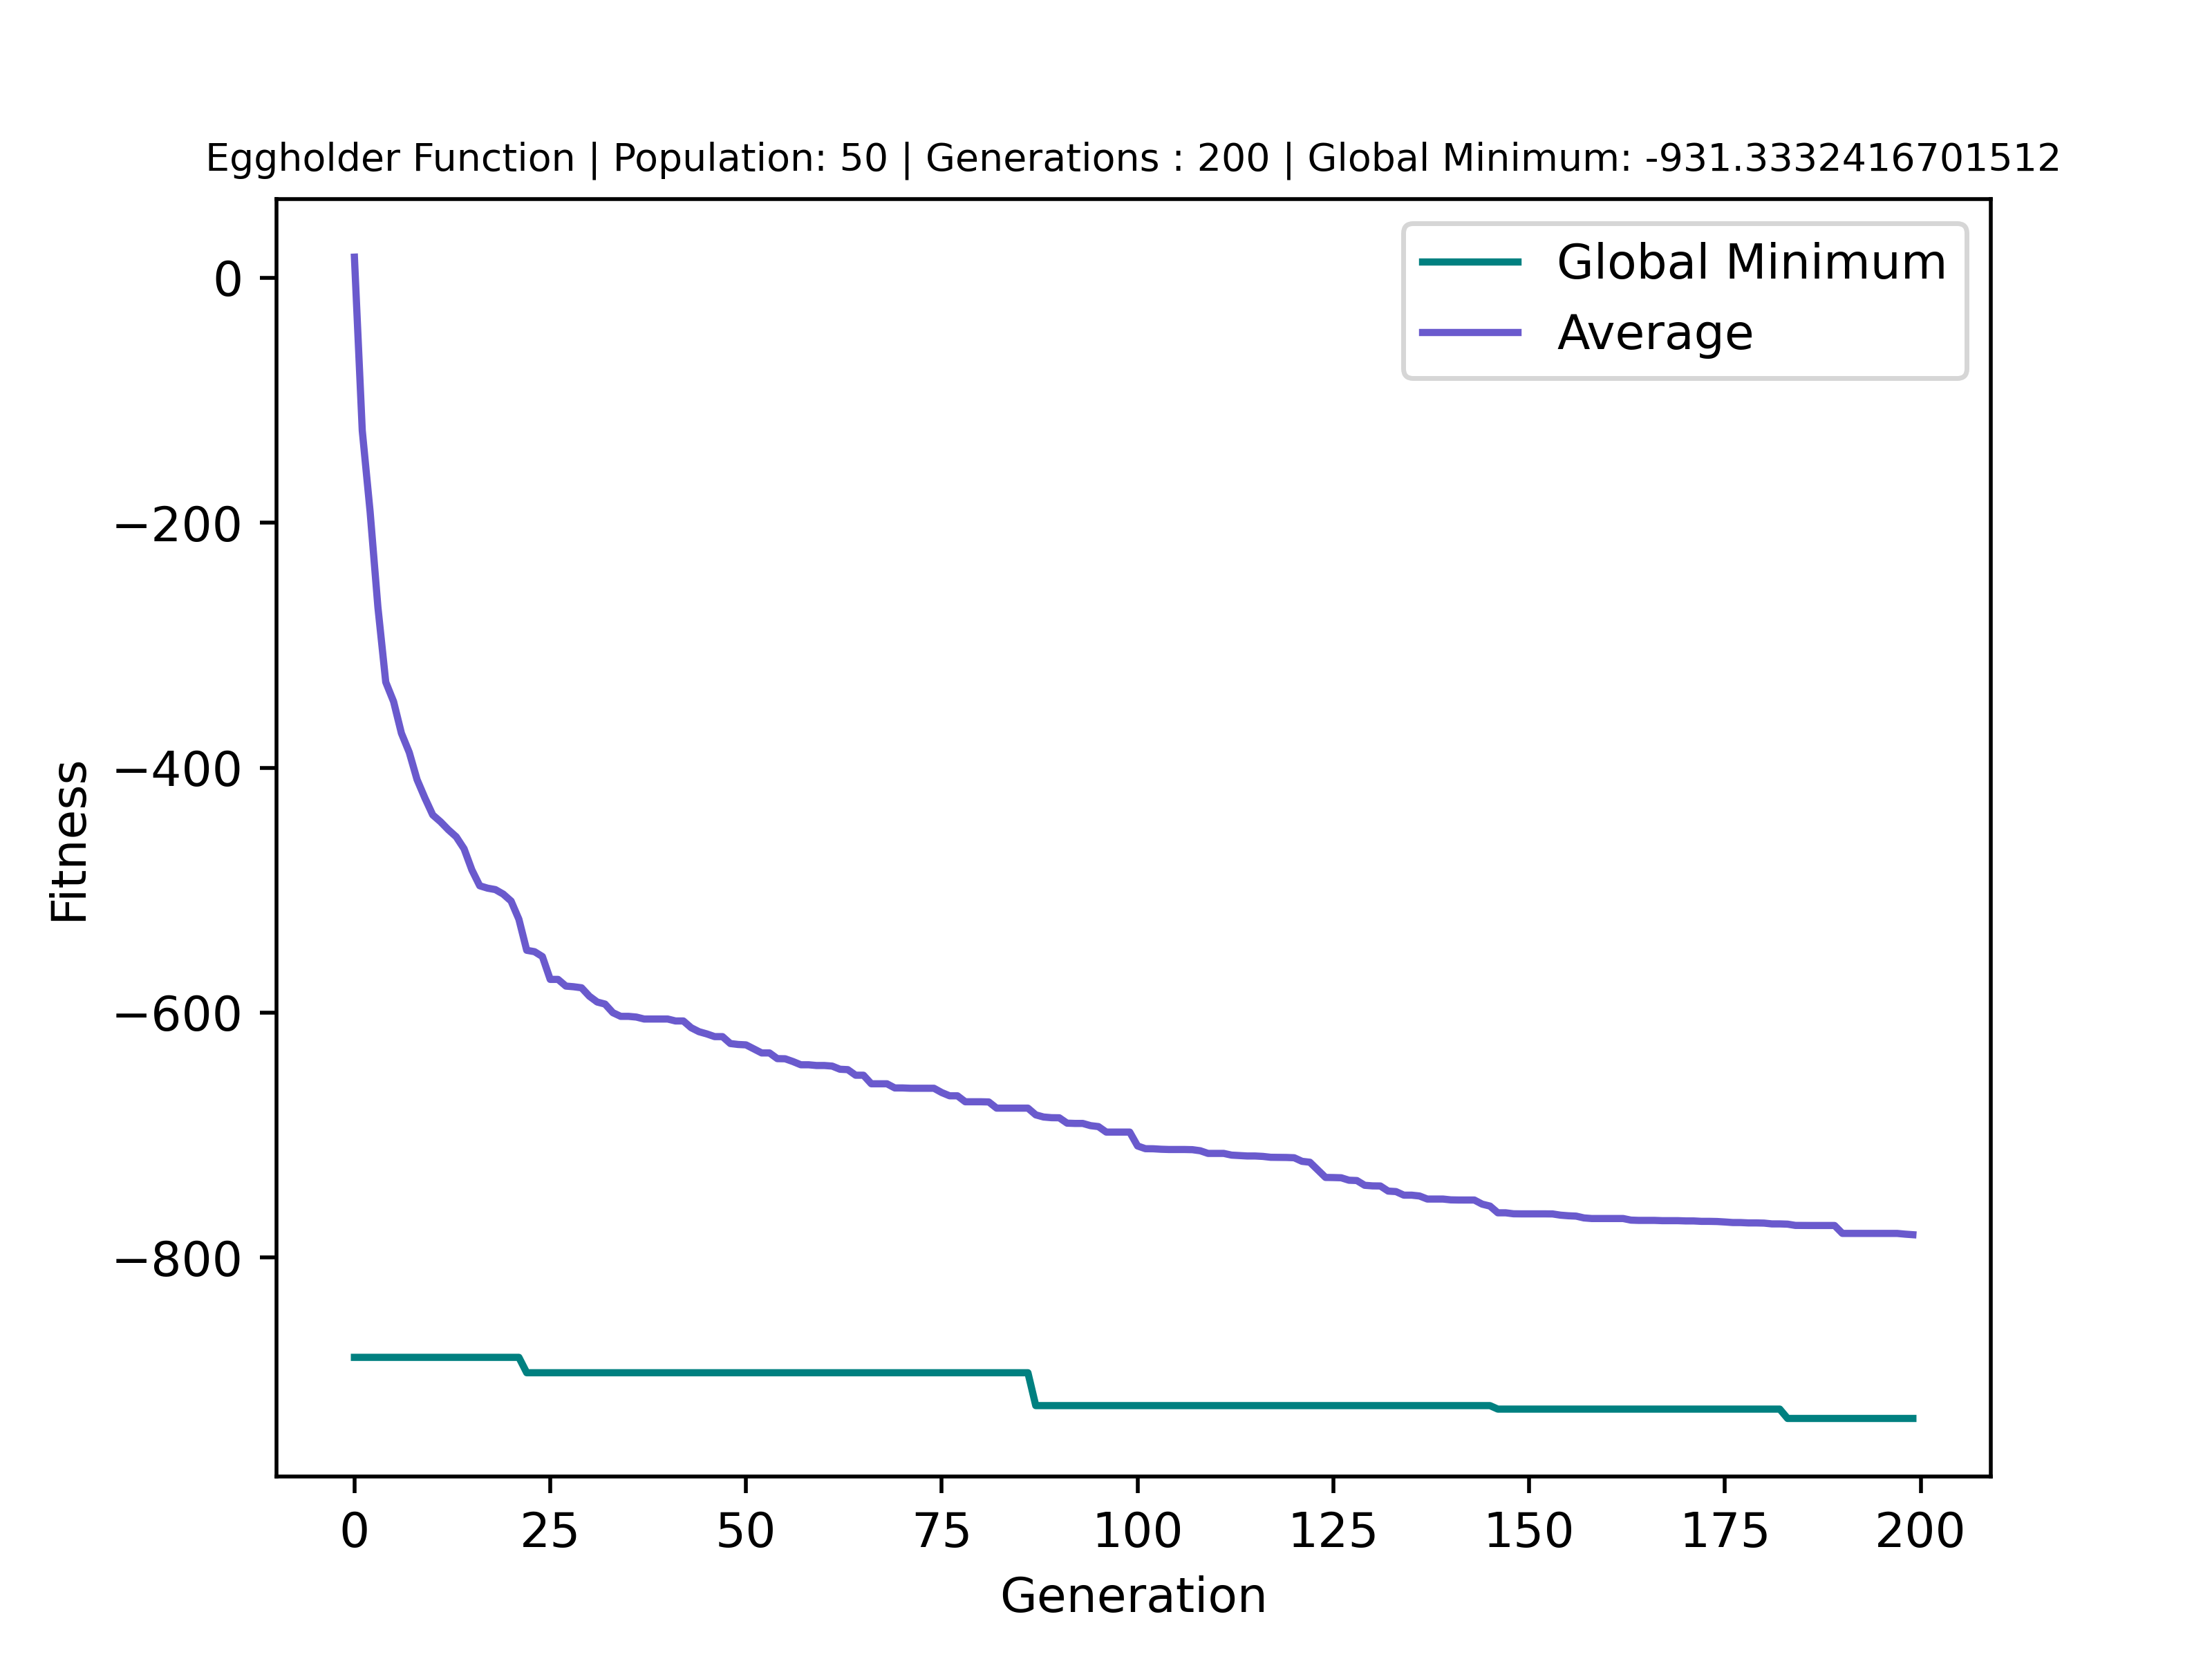 Eggholder Function | Population: 50 | Generations : 200 | Global Minimum: -931.3332416701512
Global Minimum
Average
0
−200
−400
−600
−800
Fitness
0 25 50 75 100 125 150 175 200
Generation